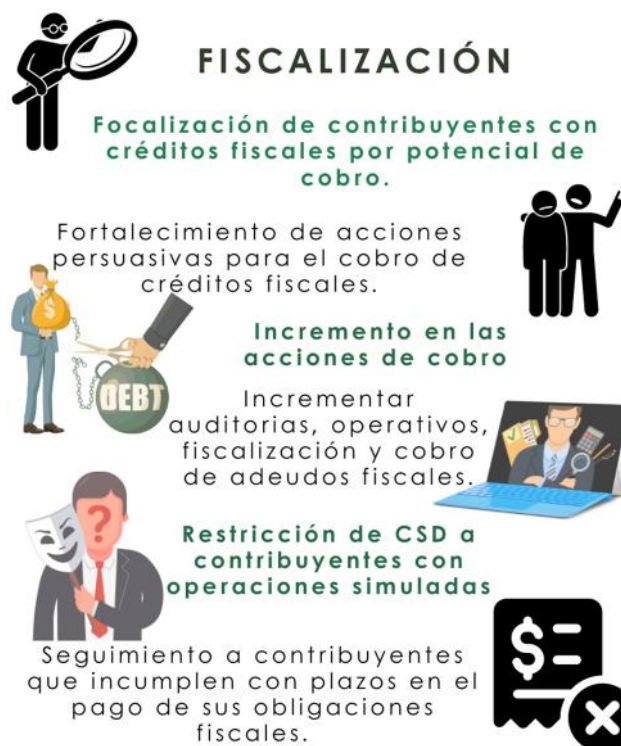 FISCALIZACIÓN
Focalización de contribuyentes con
créditos fiscales por potencial de
cobro.
Fortalecimiento de acciones
persuasivas para el cobro de
créditos fiscales.
Incremento en las
acciones de cobro
DEBT
Incrementar
auditorias, operativos,
fiscalización y cobro
de adeudos fiscales.
Restricción de CSD a
contribuyentes con
operaciones simuladas
Seguimiento a contribuyentes
que incumplen con plazos en el
pago de sus obligaciones
fiscales.